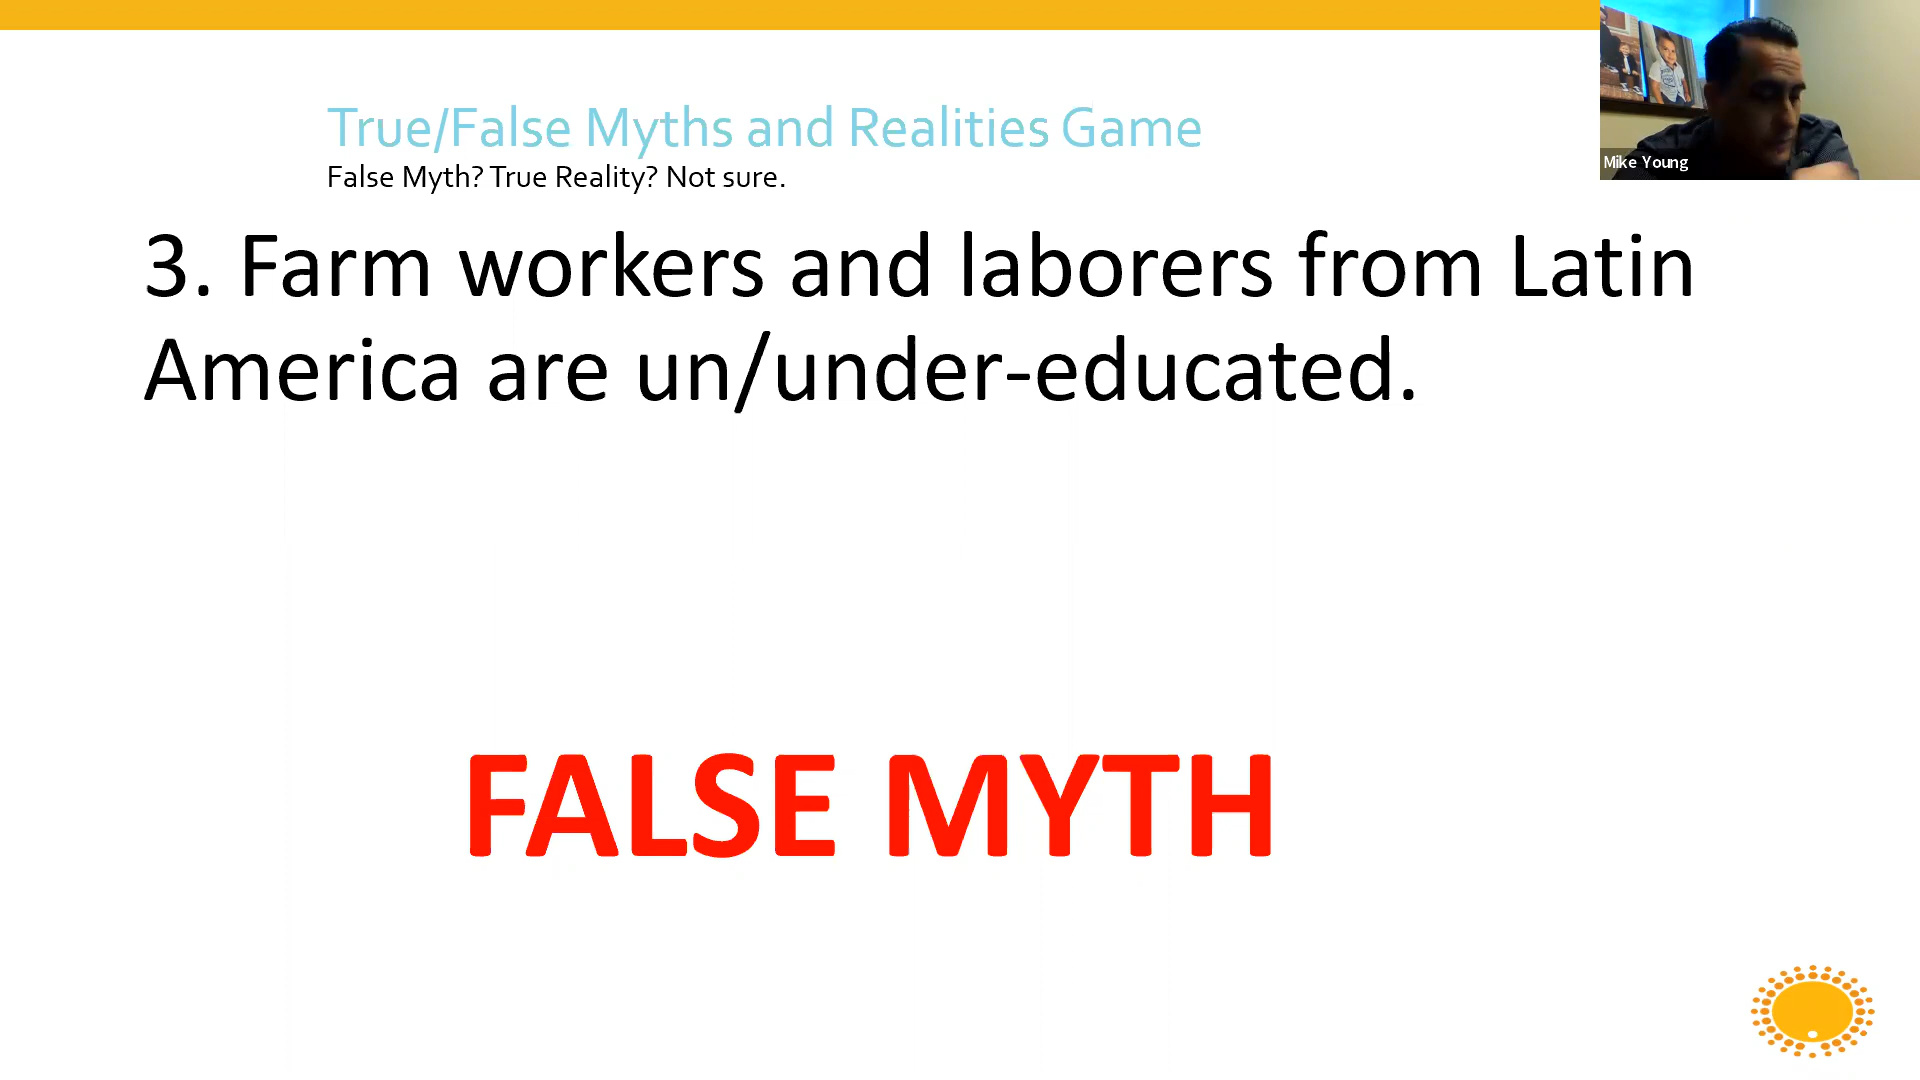 True/False Myths and Realities Game
False Myth? True Reality? Not sure.
Mike Young
3. Farm workers and laborers from Latin
America are un/under-educated.
FALSE MYTH